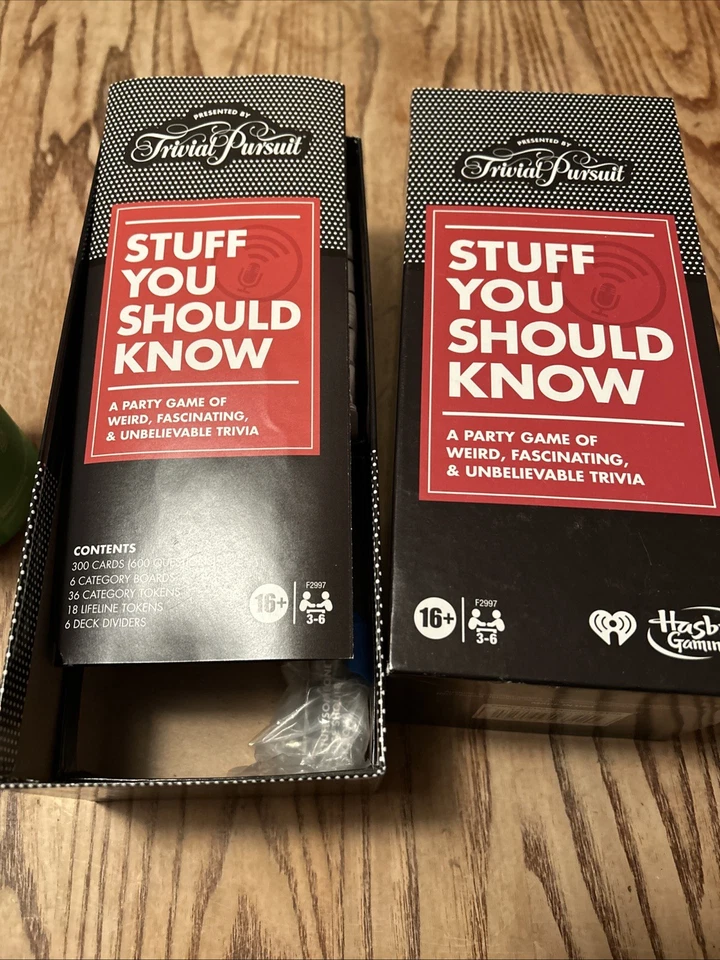 PRESENTED BY
Trivial Pursuit
STUFF
YOU
SHOULD
KNOW
A PARTY GAME OF
WEIRD, FASCINATING,
& UNBELIEVABLE TRIVIA
CONTENTS
300 CARDS (600
6 CATEGORY BOARDS
36 CATEGORY TOKENS
18 LIFELINE TOKENS
6 DECK DIVIDERS
16+
F2997
3-6
PRESENTED BY
Trivial Pursuit
STUFF
YOU
SHOULD
KNOW
A PARTY GAME OF
WEIRD, FASCINATING,
& UNBELIEVABLE TRIVIA
16+
F2997
3-6